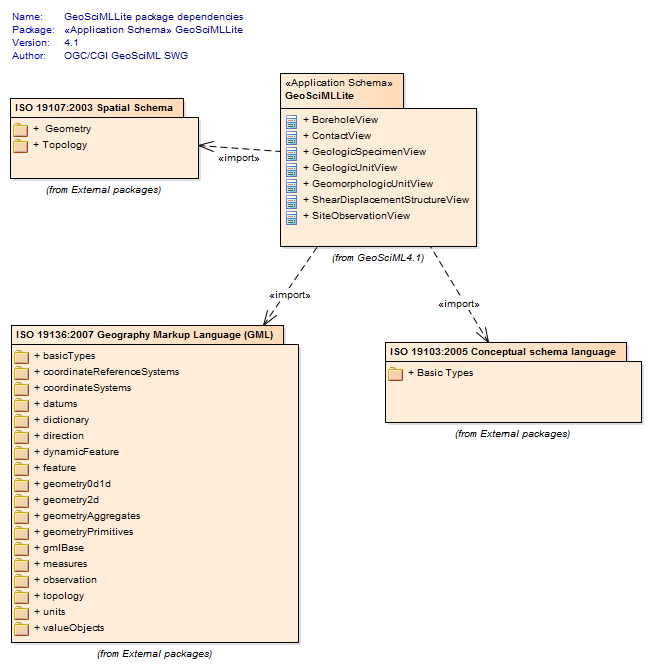 Name: GeoSciMLLite package dependencies
Package: «Application Schema» GeoSciMLLite
Version: 4.1
Author: OGC/CGI GeoSciML SWG
«Application Schema»
GeoSciMLLite
+ BoreholeView
+ ContactView
+ GeologicSpecimenView
+ GeologicUnitView
+ GeomorphologicUnitView
+ ShearDisplacementStructureView
+ SiteObservationView
(from GeoSciML4.1)
ISO 19107:2003 Spatial Schema
+ Geometry
+ Topology
(from External packages)
«import»
«import»
«import»
ISO 19136:2007 Geography Markup Language (GML)
+ basicTypes
+ coordinateReferenceSystems
+ coordinateSystems
+ datums
+ dictionary
+ direction
+ dynamicFeature
+ feature
+ geometry0d1d
+ geometry2d
+ geometryAggregates
+ geometryPrimitives
+ gmlBase
+ measures
+ observation
+ topology
+ units
+ valueObjects
(from External packages)
ISO 19103:2005 Conceptual schema language
+ Basic Types
(from External packages)